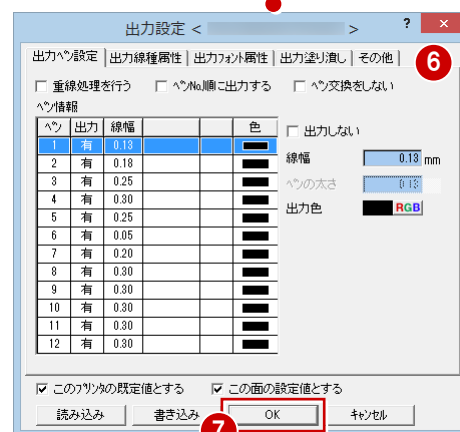 出力設定 < >
? ×
出力ﾍﾟﾝ設定 出力線種属性 出力ﾌｫﾝﾄ属性 出力塗り潰し その他
6
重線処理を行う ﾍﾟﾝNo.順に出力する ﾍﾟﾝ交換をしない
ﾍﾟﾝ情報
ﾍﾟﾝ 出力 線幅 色
1 有 0.13
2 有 0.18
3 有 0.25
4 有 0.30
5 有 0.25
6 有 0.05
7 有 0.20
8 有 0.30
9 有 0.30
10 有 0.30
11 有 0.30
12 有 0.30
出力しない
線幅 0.13 mm
ﾍﾟﾝの太さ 0.13
出力色 RGB
このﾌﾟﾘﾝﾀの既定値とする この面の設定値とする
読み込み 書き込み OK ｷｬﾝｾﾙ
7